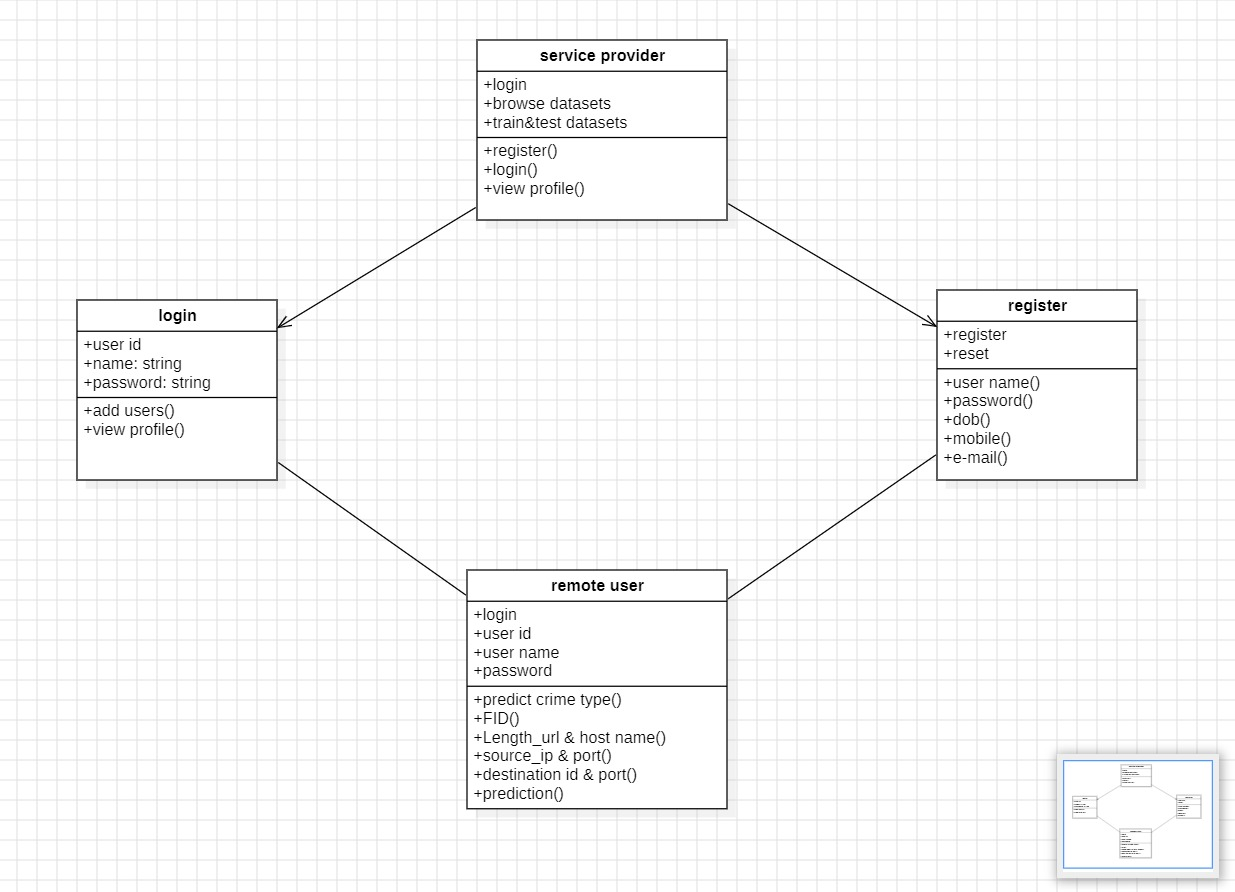 service provider
+login
+browse datasets
+train&test datasets
+register()
+login()
+view profile()
login
+user id
+name: string
+password: string
+add users()
+view profile()
register
+register
+reset
+user name()
+password()
+dob()
+mobile()
+e-mail()
remote user
+login
+user id
+user name
+password
+predict crime type()
+FID()
+Length_url & host name()
+source_ip & port()
+destination id & port()
+prediction()